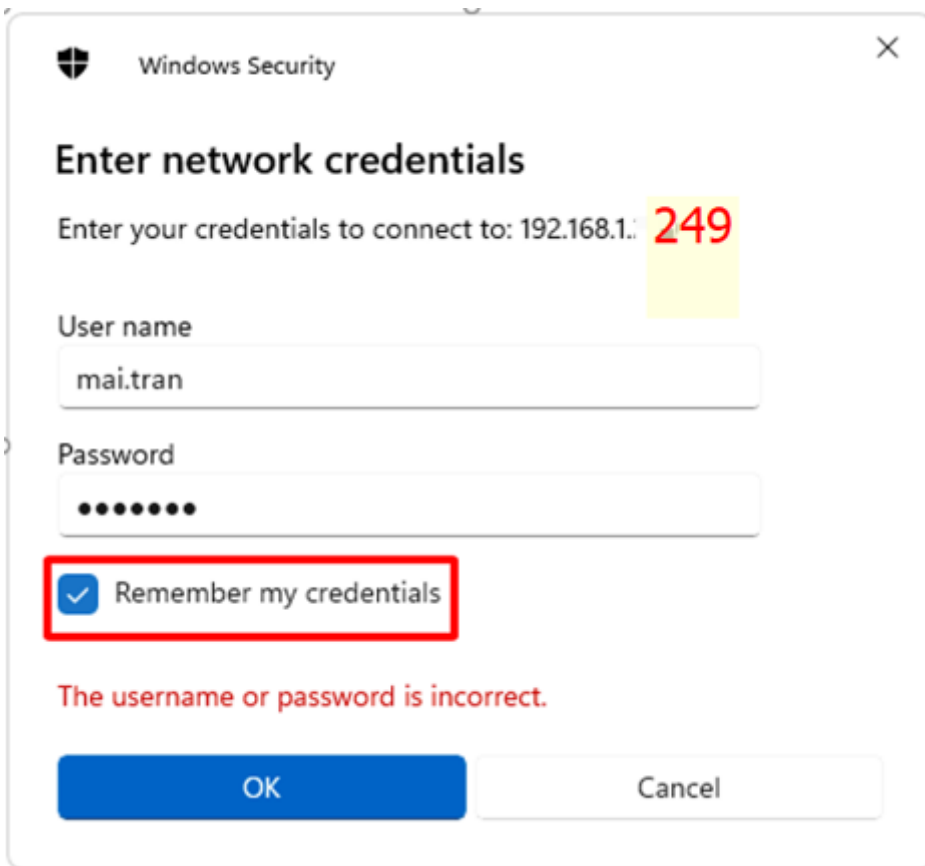 Windows Security
Enter network credentials
Enter your credentials to connect to: 192.168.1. 249
User name
mai.tran
Password
•••••••
Remember my credentials
The username or password is incorrect.
OK
Cancel